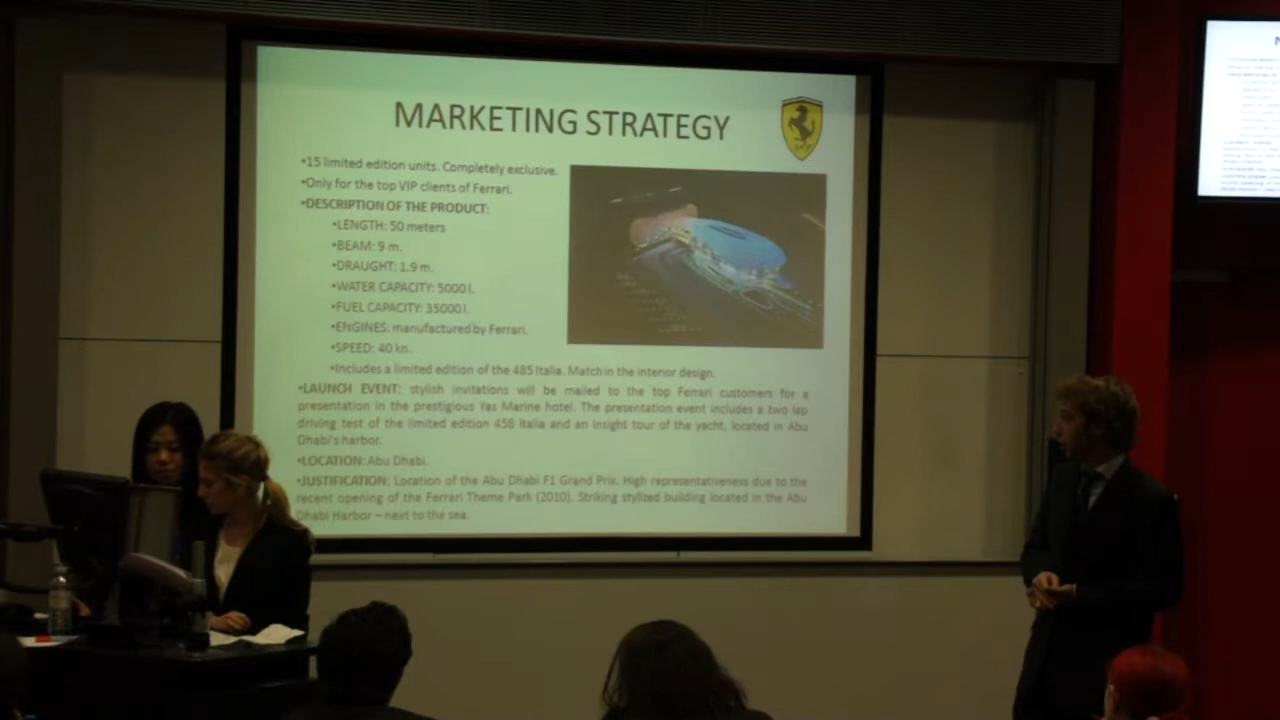 MARKETING STRATEGY
•15 limited edition units. Completely exclusive.
•Only for the top VIP clients of Ferrari.
•DESCRIPTION OF THE PRODUCT:
•LENGTH: 50 meters
•BEAM: 9 m.
•DRAUGHT: 1.9 m.
•WATER CAPACITY: 5000 l.
•FUEL CAPACITY: 35000 l.
•ENGINES: manufactured by Ferrari.
•SPEED: 40 kn.
•Includes a limited edition of the 485 Italia. Match in the interior design.
•LAUNCH EVENT: stylish invitations will be mailed to the top Ferrari customers for a
presentation in the prestigious Yas Marine hotel. The presentation event includes a two lap
driving test of the limited edition 458 Italia and an insight tour of the yacht, located in Abu
Dhabi's harbor.
•LOCATION: Abu Dhabi.
•JUSTIFICATION: Location of the Abu Dhabi F1 Grand Prix. High representativeness due to the
recent opening of the Ferrari Theme Park (2010). Striking stylized building located in the Abu
Dhabi Harbor – next to the sea.